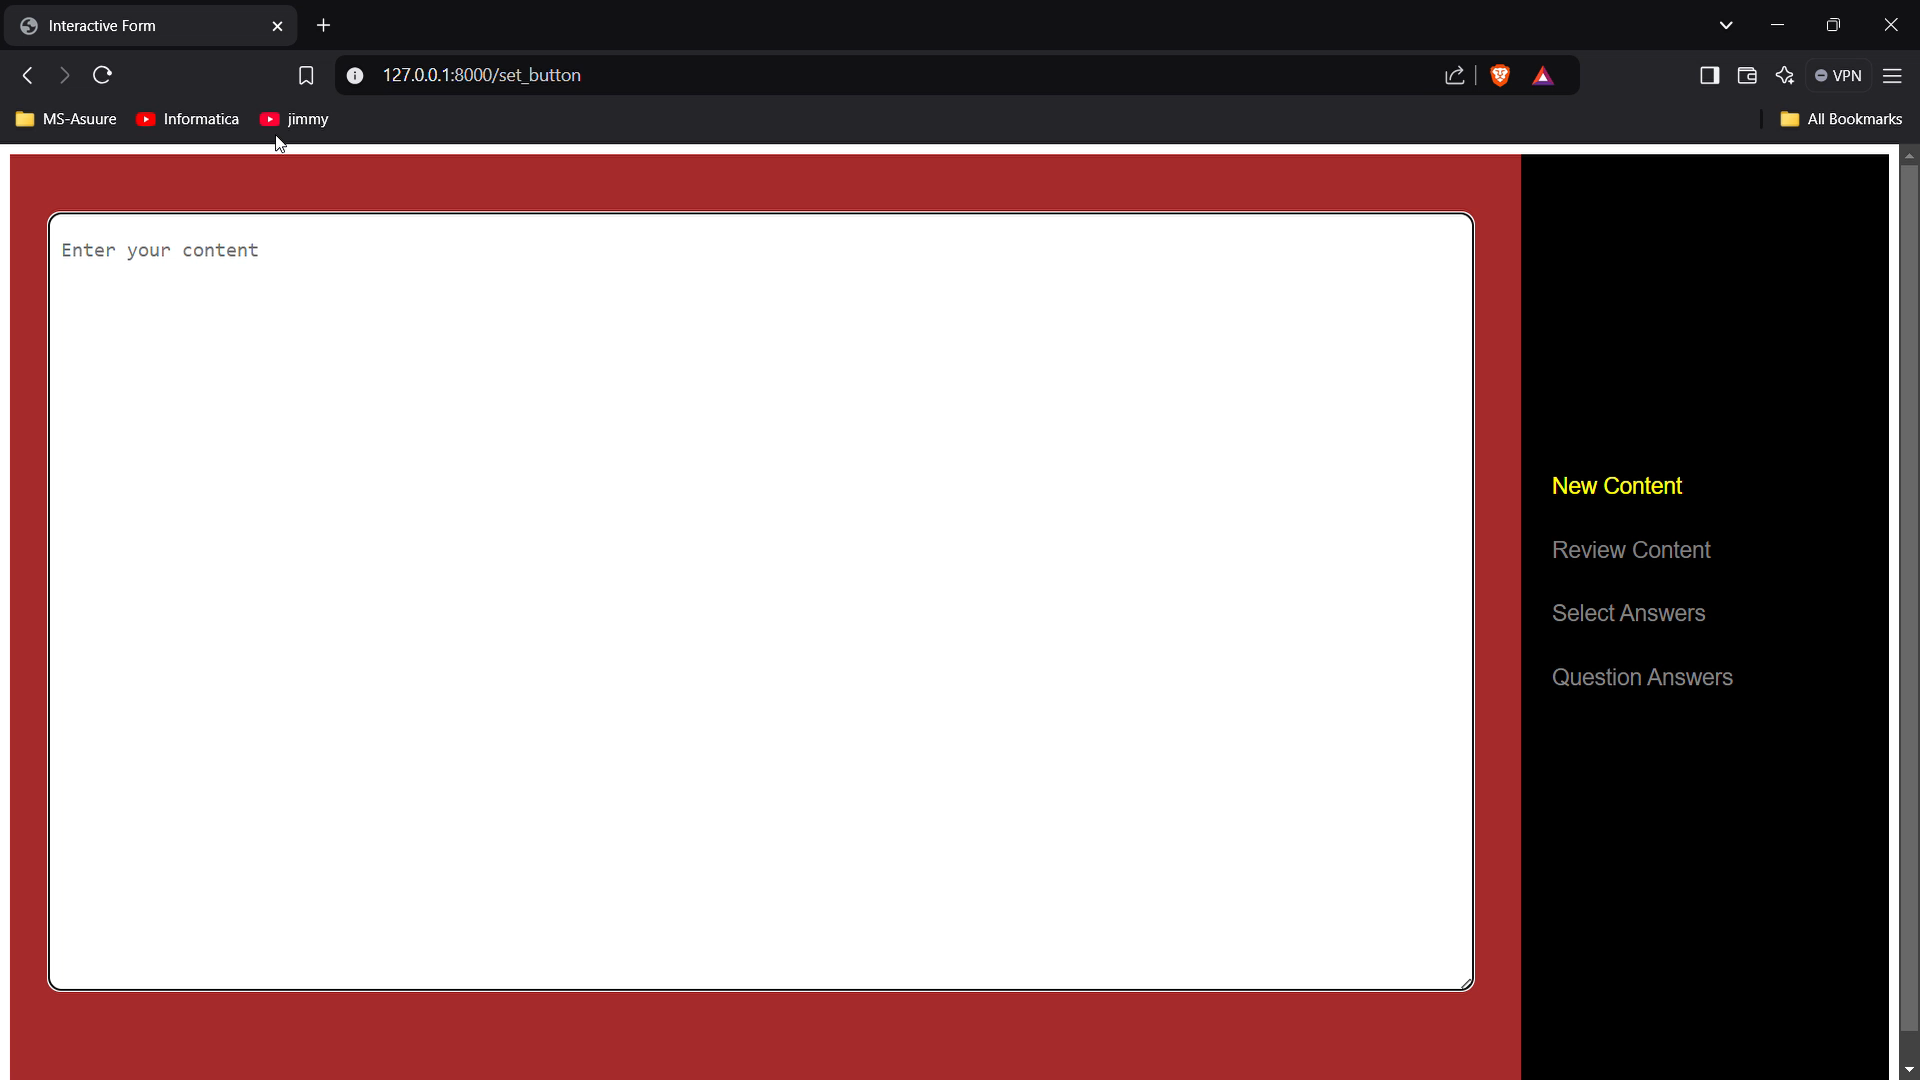 Interactive Form
127.0.0.1:8000/set_button
VPN
MS-Asuure
Informatica
jimmy
All Bookmarks
Enter your content
New Content
Review Content
Select Answers
Question Answers